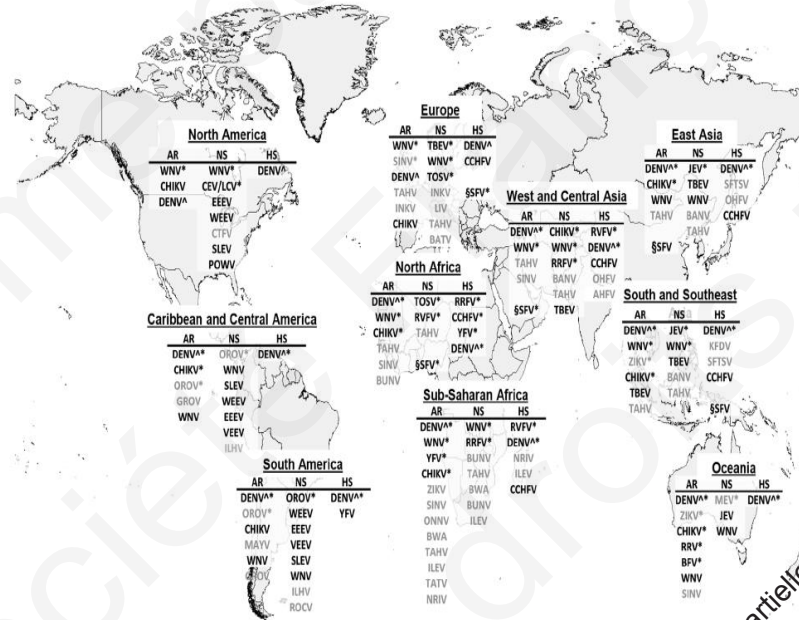 North America
AR NS HS
WNV* WNV* DENV^
CHIKV CEV/LCV*
DENV^ EEEV
WEEV
CTFV
SLEV
POWV
Europe
AR NS HS
WNV* TBEV* DENV^
SINV* WNV* CCHFV
DENV^ TOSV*
TAHV INKV §SFV*
INKV LIV
CHIKV TAHV
BATV
East Asia
AR NS HS
DENV^* JEV* DENV^*
CHIKV* TBEV SFTSV
WNV WNV OHFV
TAHV BANV CCHFV
TAHV
§SFV
West and Central Asia
AR NS HS
DENV^* CHIKV* RVFV*
WNV* WNV* DENV^*
TAHV RRFV* CCHFV
SINV BANV OHFV
TAHV AHFV
§SFV* TBEV
North Africa
AR NS HS
DENV^* TOSV* RRFV*
WNV* RVFV* CCHFV*
CHIKV* TAHV YFV*
TAHV DENV^*
SINV §SFV*
BUNV
South and Southeast
Asia
AR NS HS
DENV^* JEV* DENV^*
WNV* WNV* KFDV
ZIKV* TBEV SFTSV
CHIKV* BANV CCHFV
TBEV TAHV
TAHV §SFV
Caribbean and Central America
AR NS HS
DENV^* OROV* DENV^*
CHIKV* WNV
OROV* SLEV
GROV WEEV
WNV EEEV
VEEV
ILHV
Sub-Saharan Africa
AR NS HS
DENV^* WNV* RVFV*
WNV* RRFV* DENV^*
YFV* BUNV NRIV
CHIKV* TAHV ILEV
ZIKV BWA CCHFV
SINV BUNV
ONNV ILEV
BWA
TAHV
ILEV
TATV
NRIV
South America
AR NS HS
DENV^* OROV* DENV^*
OROV* WEEV YFV
CHIKV EEEV
MAYV VEEV
WNV SLEV
WNV
ILHV
ROCV
Oceania
AR NS HS
DENV^* MEV* DENV^*
ZIKV* JEV
CHIKV* WNV
RRV*
BFV*
WNV
SINV
ciété
droits
artielle